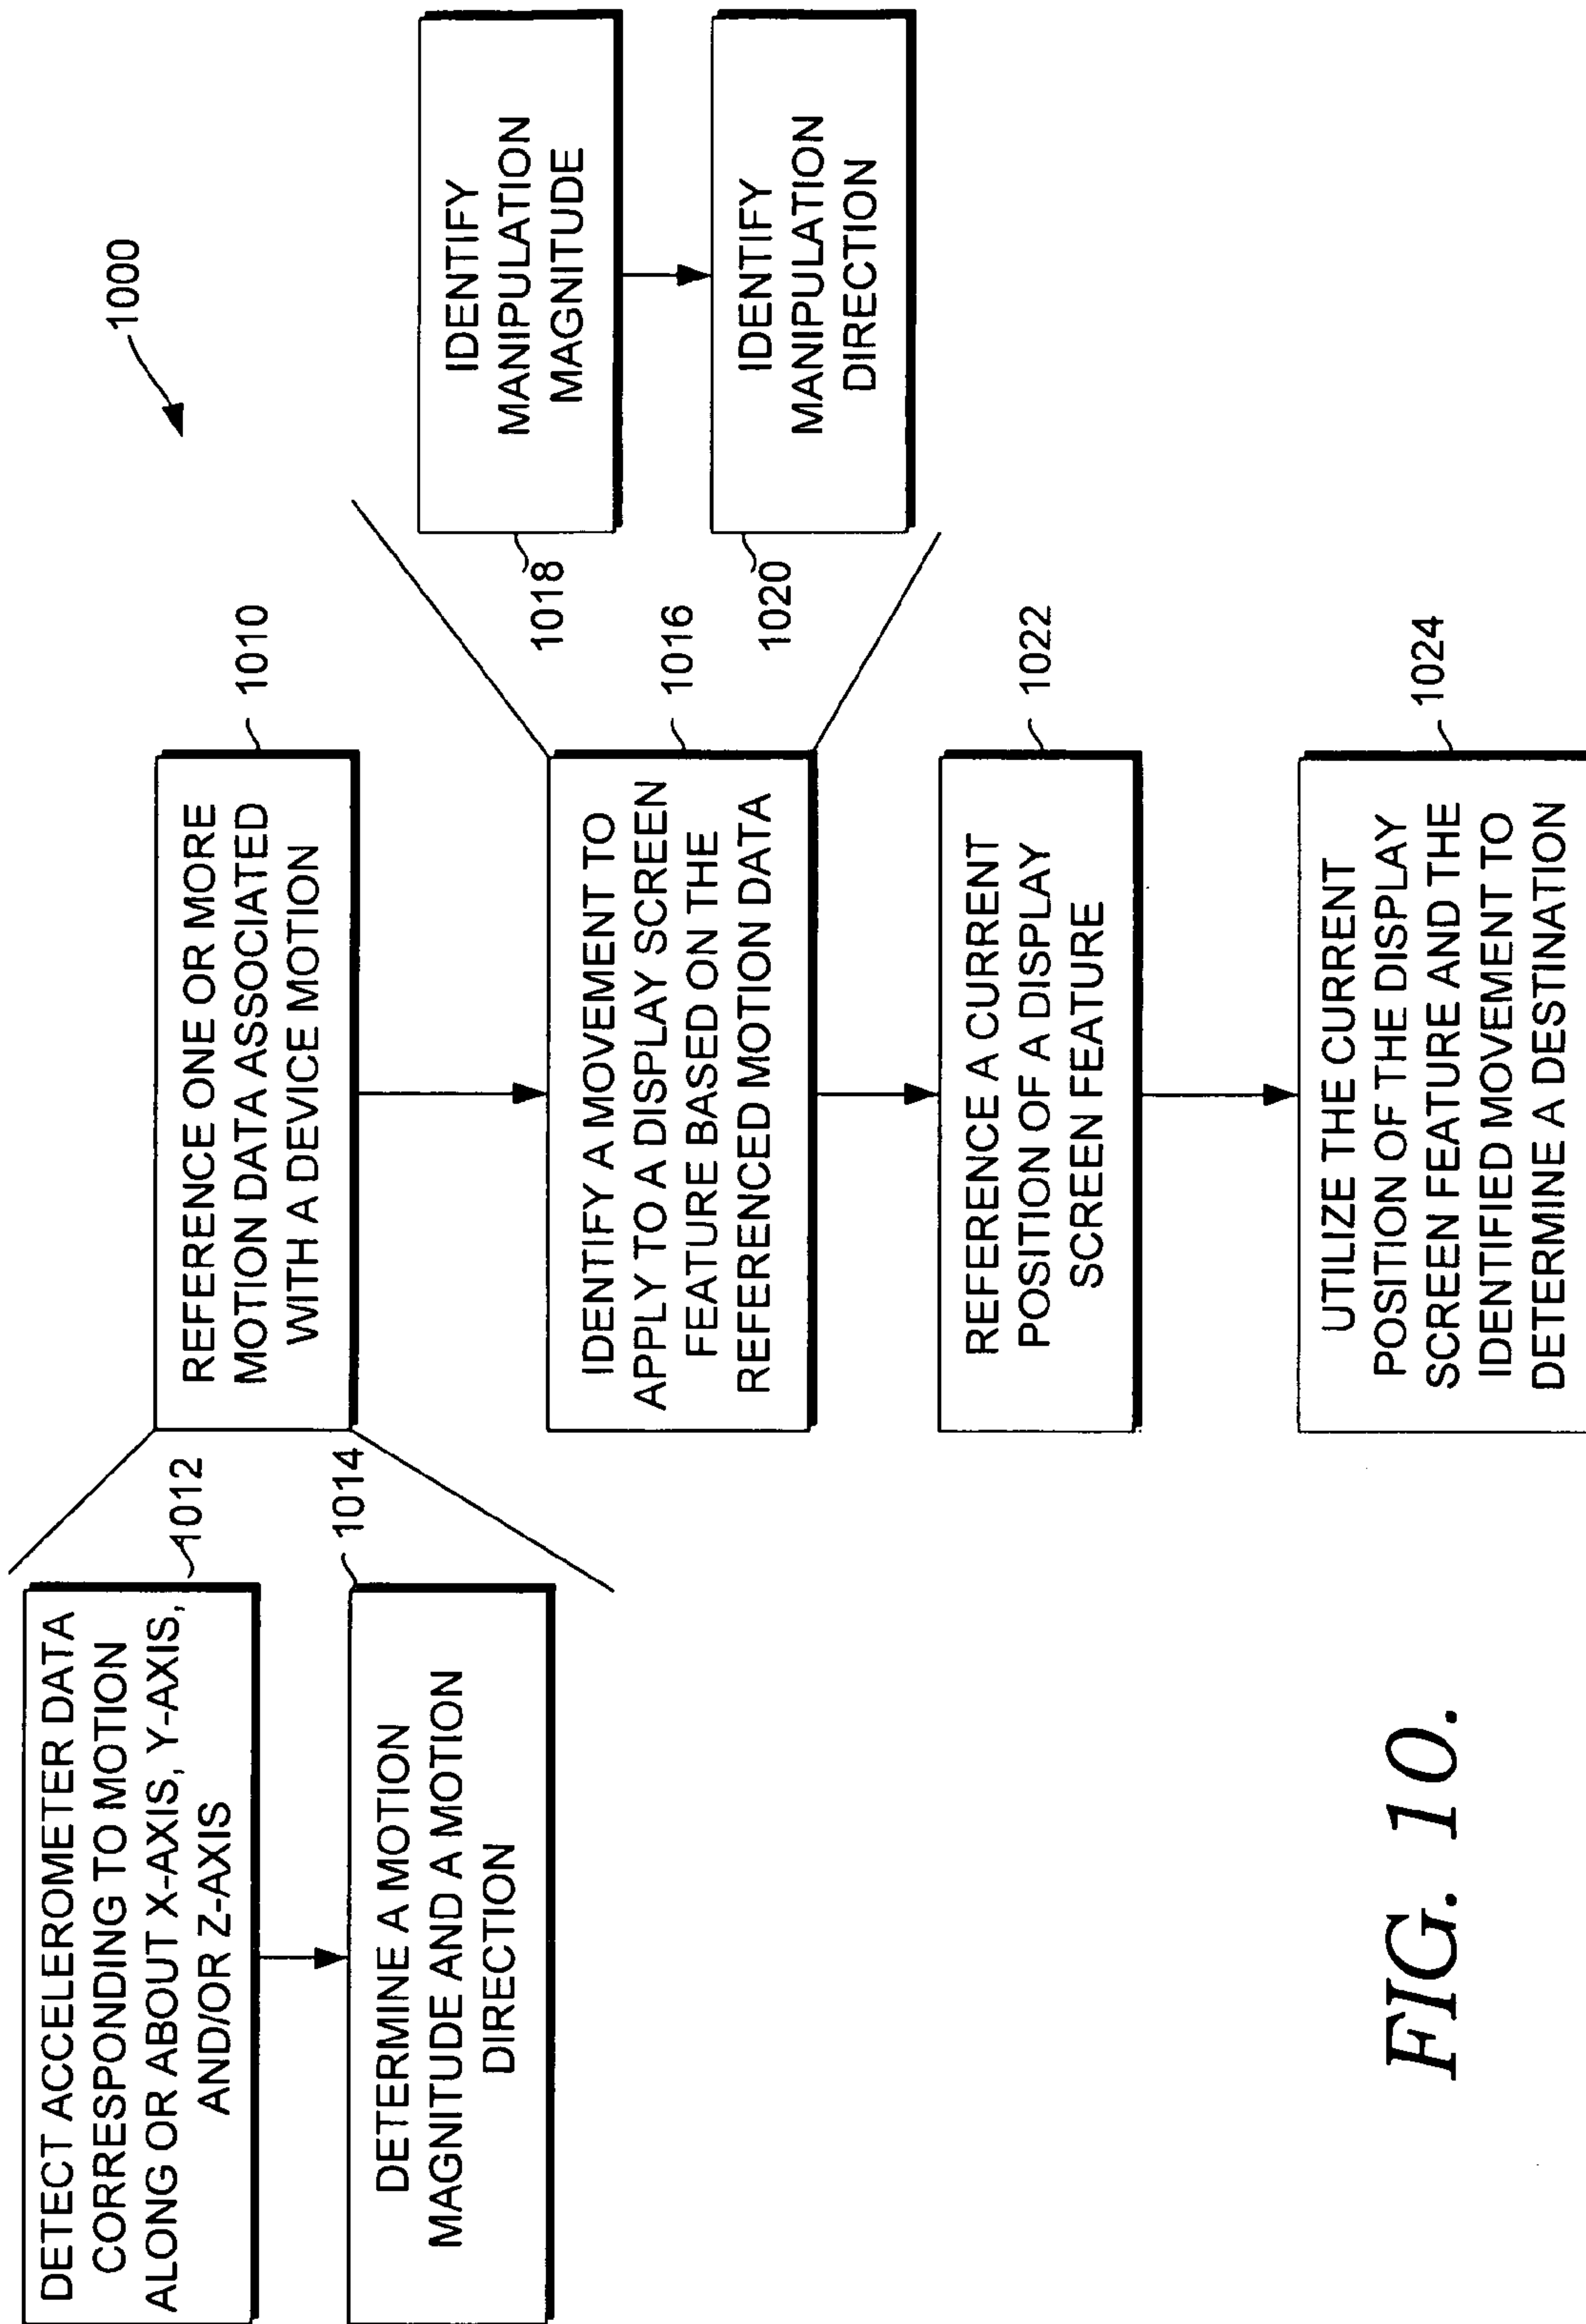 1000
DETECT ACCELEROMETER DATA
CORRESPONDING TO MOTION
ALONG OR ABOUT X-AXIS, Y-AXIS,
AND/OR Z-AXIS
1012
DETERMINE A MOTION
MAGNITUDE AND A MOTION
DIRECTION
1014
REFERENCE ONE OR MORE
MOTION DATA ASSOCIATED
WITH A DEVICE MOTION
1010
IDENTIFY A MOVEMENT TO
APPLY TO A DISPLAY SCREEN
FEATURE BASED ON THE
REFERENCED MOTION DATA
1016
IDENTIFY
MANIPULATION
MAGNITUDE
1018
IDENTIFY
MANIPULATION
DIRECTION
1020
REFERENCE A CURRENT
POSITION OF A DISPLAY
SCREEN FEATURE
1022
UTILIZE THE CURRENT
POSITION OF THE DISPLAY
SCREEN FEATURE AND THE
IDENTIFIED MOVEMENT TO
DETERMINE A DESTINATION
1024
FIG. 10.